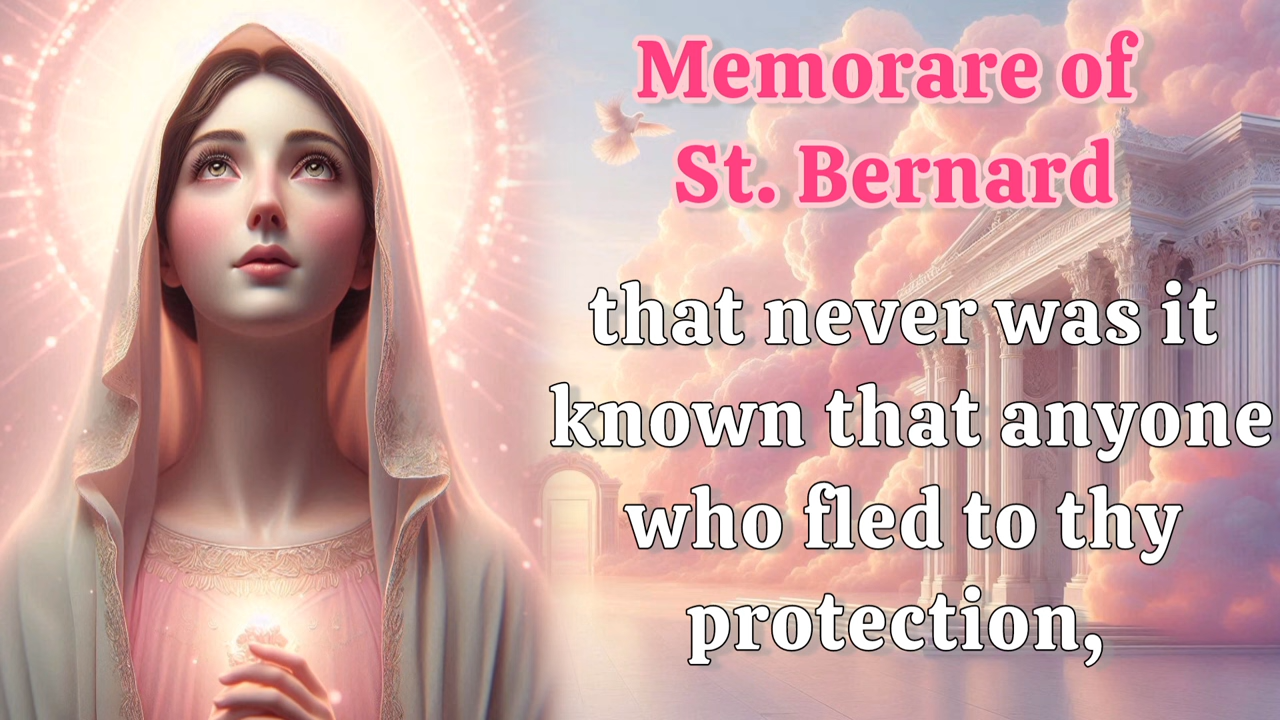 Memorare of
St. Bernard
that never was it
known that anyone
who fled to thy
protection,